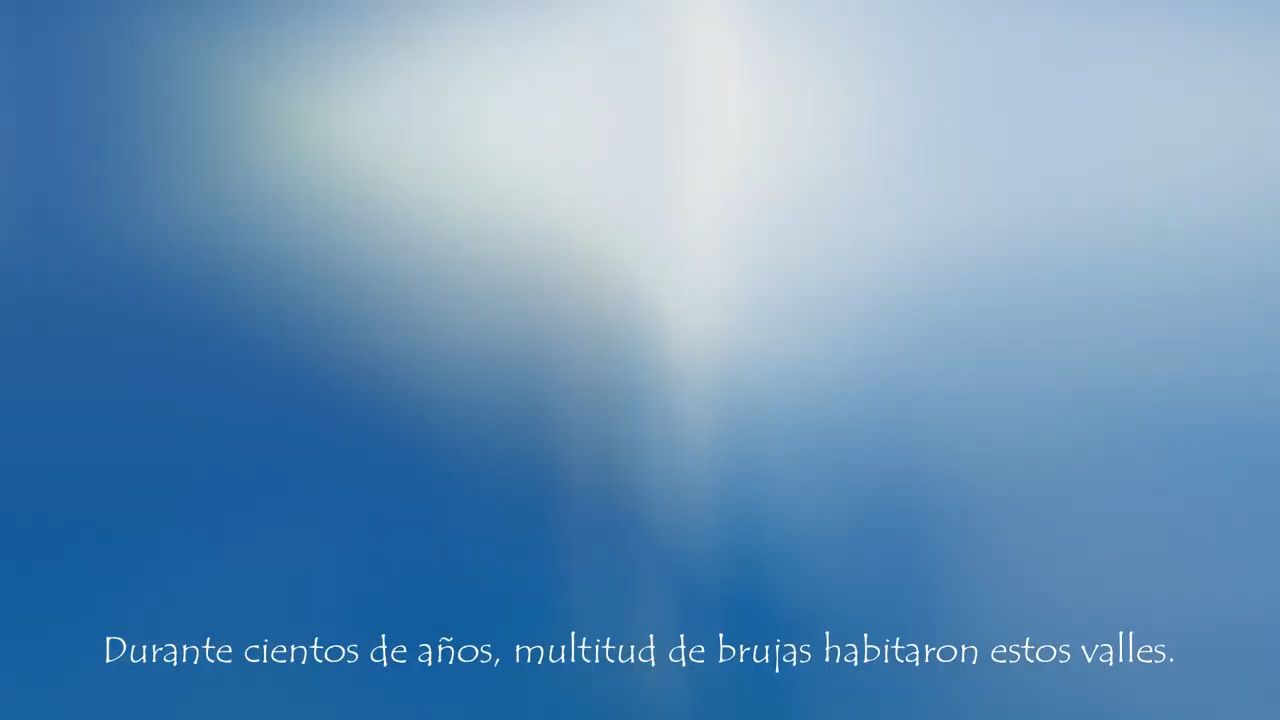 Durante cientos de años, multitud de brujas habitaron estos valles.